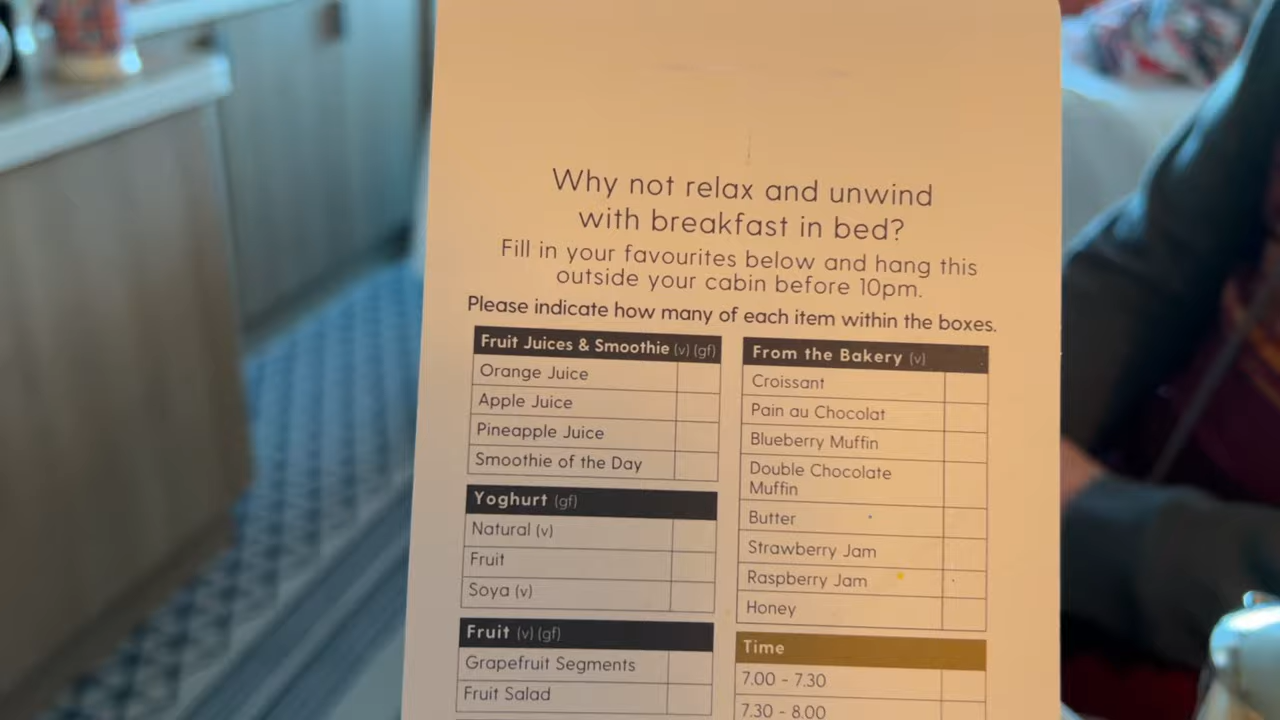 Why not relax and unwind
with breakfast in bed?
Fill in your favourites below and hang this
outside your cabin before 10pm.
Please indicate how many of each item within the boxes.
Fruit Juices & Smoothie (v) (gf)
Orange Juice
Apple Juice
Pineapple Juice
Smoothie of the Day
Yoghurt (gf)
Natural (v)
Fruit
Soya (v)
Fruit (v) (gf)
Grapefruit Segments
Fruit Salad
From the Bakery (v)
Croissant
Pain au Chocolat
Blueberry Muffin
Double Chocolate
Muffin
Butter
Strawberry Jam
Raspberry Jam
Honey
Time
7.00 - 7.30
7.30 - 8.00